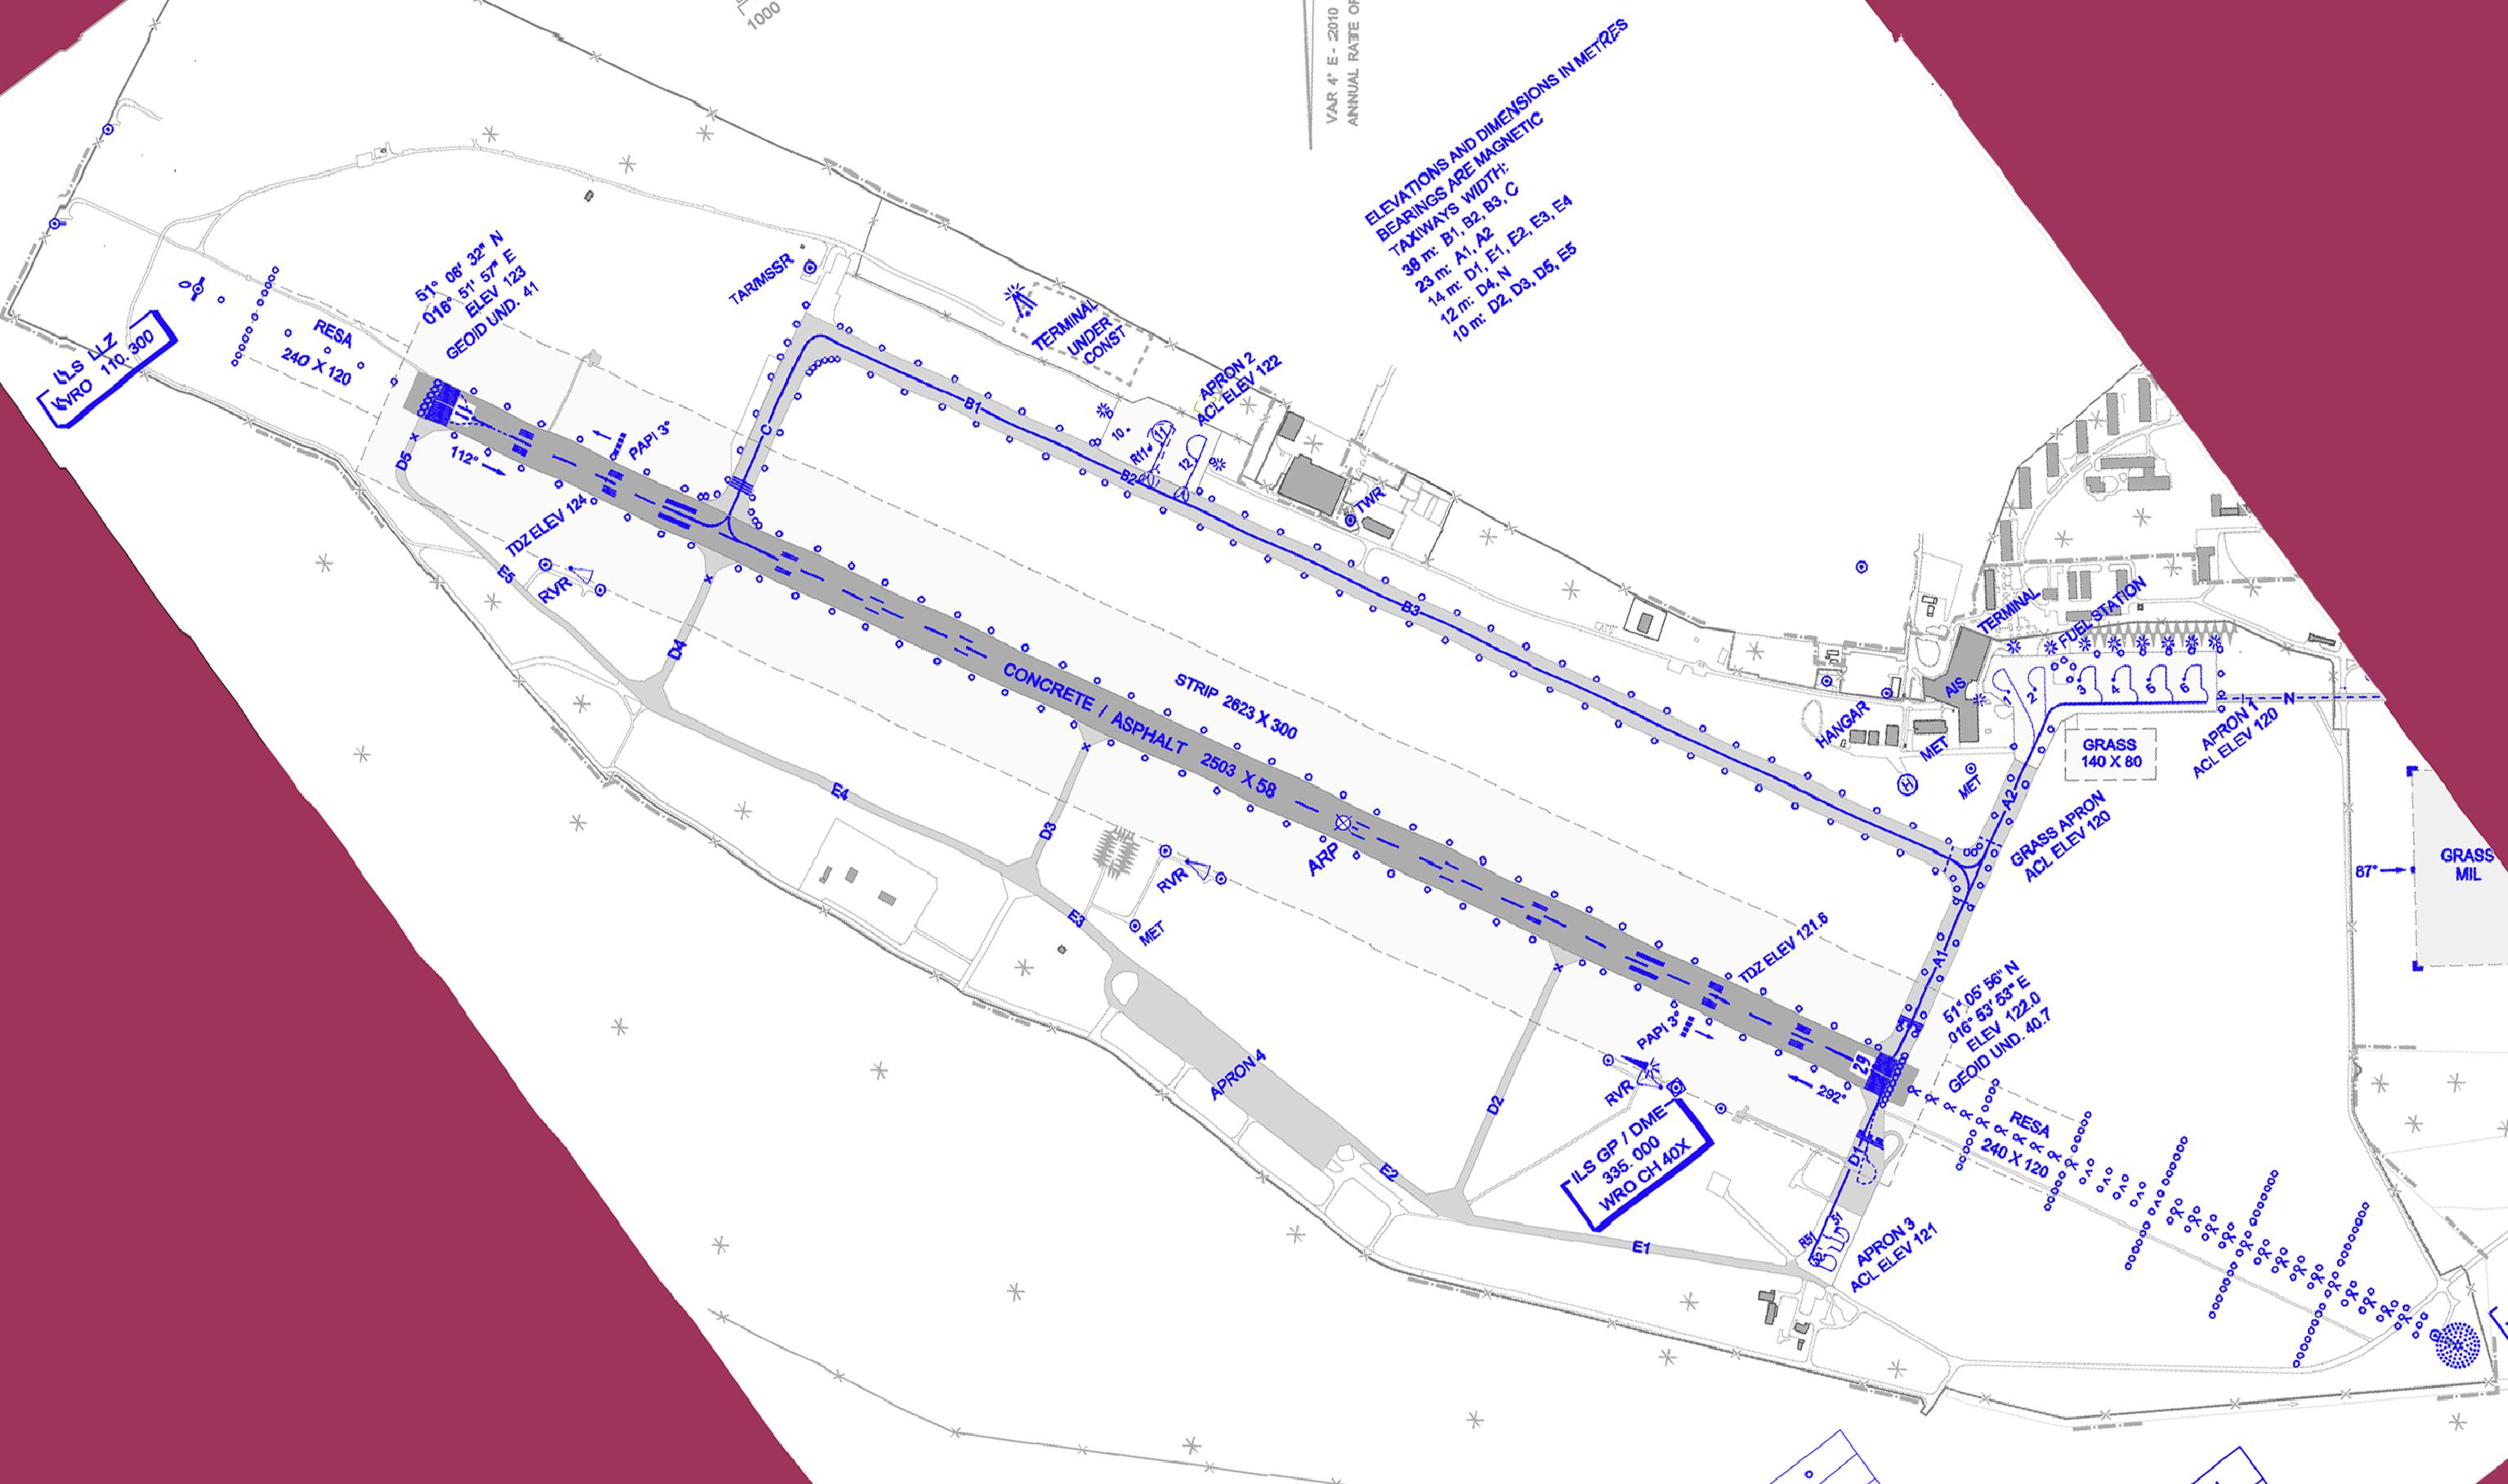 1000
VAR 4° E - 2010
ELEVATIONS AND DIMENSIONS IN METRES
BEARINGS ARE MAGNETIC
TAXIWAYS WIDTH:
38 m: B1, B2, B3, C
23 m: A1, A2
14 m: D1, E1, E2, E3, E4
12 m: D4, N
10 m: D2, D3, D5, E5
51° 06' 32" N
016° 51' 57" E
ELEV 123
GEOID UND. 41
RESA
240 X 120
ILS LLZ
WRO 110. 300
TAR/MSSR
TERMINAL
UNDER
CONST
APRON 2
ACL ELEV 122
10
R11
11
12
B1
B2
B3
C
TWR
PAPI 3°
112°
D5
TDZ ELEV 124
RVR
E5
D4
STRIP 2623 X 300
CONCRETE / ASPHALT 2503 X 58
E4
D3
ARP
RVR
MET
E3
APRON 4
D2
E2
E1
TERMINAL
FUEL STATION
AIS
1
2
3
4
5
6
N
HANGAR
MET
MET
H
GRASS
140 X 80
APRON 1
ACL ELEV 120
A2
GRASS APRON
ACL ELEV 120
87°
GRASS
MIL
A1
TDZ ELEV 121.6
51° 05' 56" N
016° 53' 53" E
ELEV 122.0
GEOID UND. 40.7
PAPI 3°
29
292°
RVR
ILS GP / DME
335. 000
WRO CH 40X
RESA
240 X 120
D1
R51
51
52
APRON 3
ACL ELEV 121